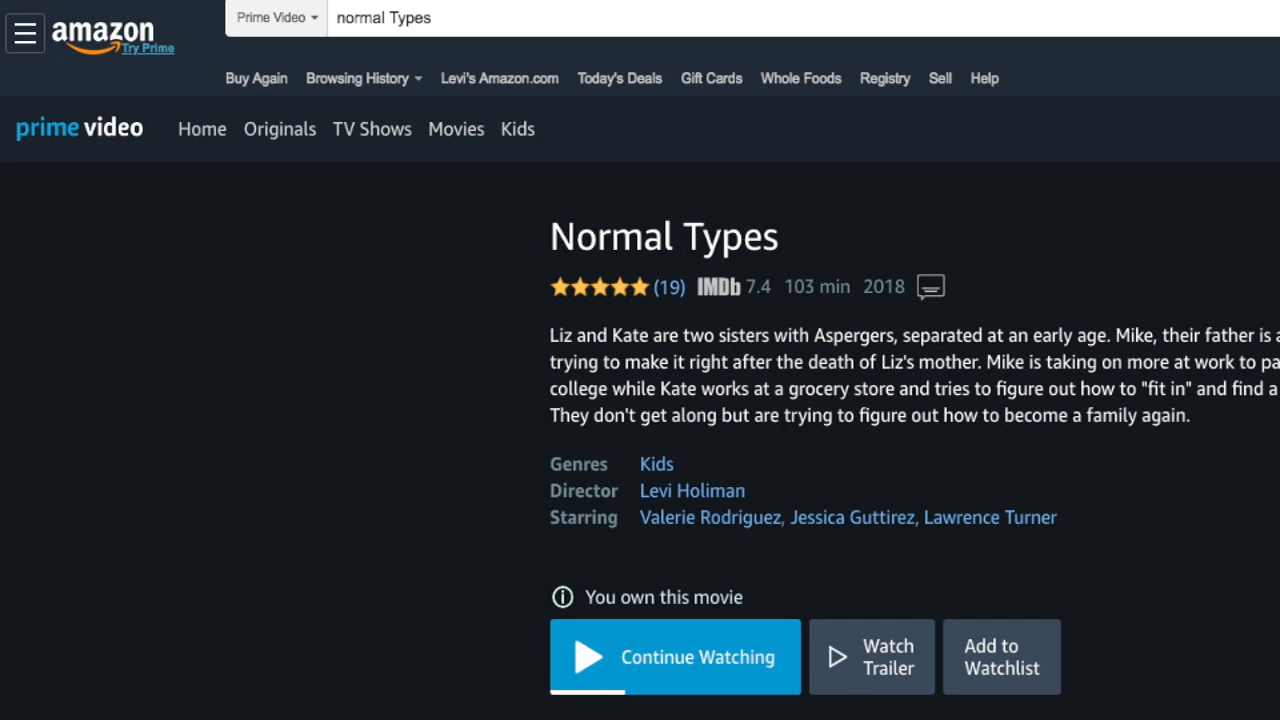 Prime Video normal Types
amazon
Try Prime
Buy Again Browsing History Levi's Amazon.com Today's Deals Gift Cards Whole Foods Registry Sell Help
prime video Home Originals TV Shows Movies Kids
Normal Types
(19) IMDb 7.4 103 min 2018
Liz and Kate are two sisters with Aspergers, separated at an early age. Mike, their father is a
trying to make it right after the death of Liz's mother. Mike is taking on more at work to pa
college while Kate works at a grocery store and tries to figure out how to "fit in" and find a
They don't get along but are trying to figure out how to become a family again.
Genres Kids
Director Levi Holiman
Starring Valerie Rodriguez, Jessica Guttirez, Lawrence Turner
You own this movie
Continue Watching
Watch
Trailer
Add to
Watchlist